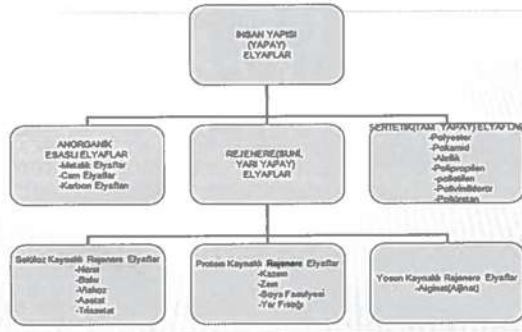 İNSAN YAPISI
(YAPAY)
ELYAFLAR
ANORGANİK
ESASLI ELYAFLAR
-Metalik Elyaflar
-Cam Elyaflar
-Karbon Elyafları
REJENERE(SUNİ,
YARI YAPAY)
ELYAFLAR
SENTETİK(TAM YAPAY) ELYAFLAR
-Polyester
-Poliamid
-Akrilik
-Polipropilen
-polietilen
-Polivinilklorür
-Poliüretan
Selüloz Kaynaklı Rejenere Elyaflar
-Nitrat
-Bakır
-Viskoz
-Asetat
-Triasetat
Protein Kaynaklı Rejenere Elyaflar
-Kazein
-Zein
-Soya Fasulyesi
-Yer Fıstığı
Yosun Kaynaklı Rejenere Elyaflar
-Alginat(Aljinat)